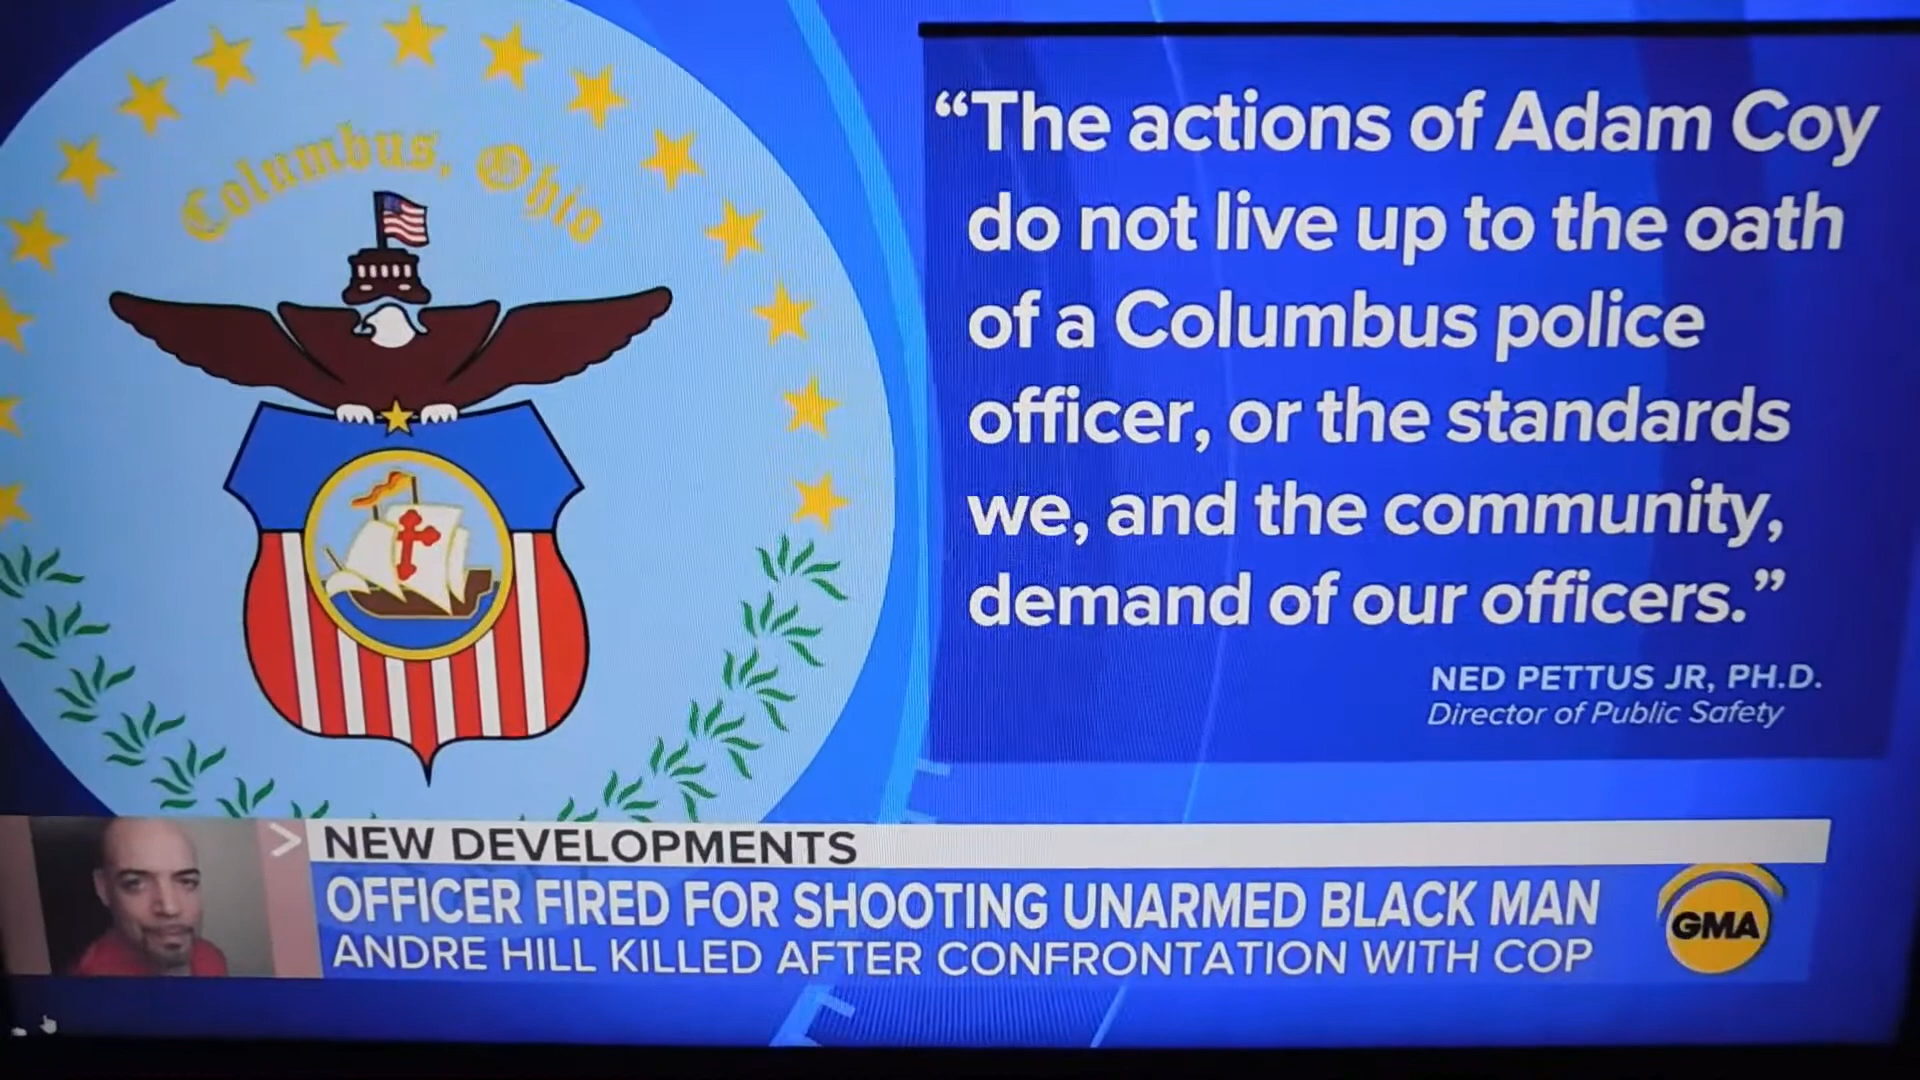 Columbus, Ohio
“The actions of Adam Coy
do not live up to the oath
of a Columbus police
officer, or the standards
we, and the community,
demand of our officers.”
NED PETTUS JR, PH.D.
Director of Public Safety
NEW DEVELOPMENTS
OFFICER FIRED FOR SHOOTING UNARMED BLACK MAN
ANDRE HILL KILLED AFTER CONFRONTATION WITH COP
GMA